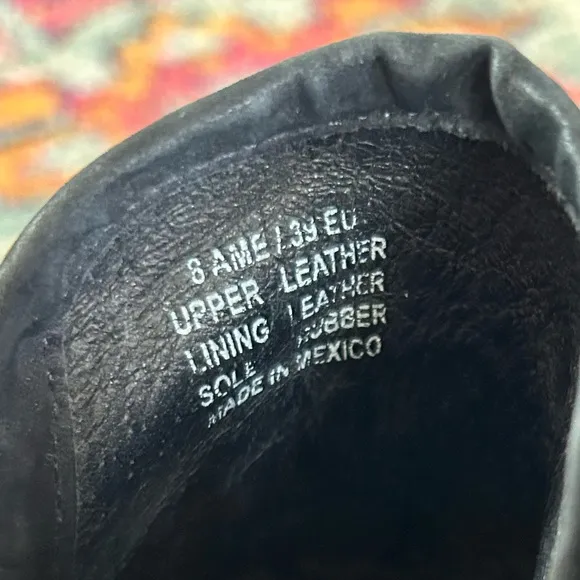 8 AME / 39 EU
UPPER LEATHER
LINING LEATHER
SOLE RUBBER
MADE IN MEXICO